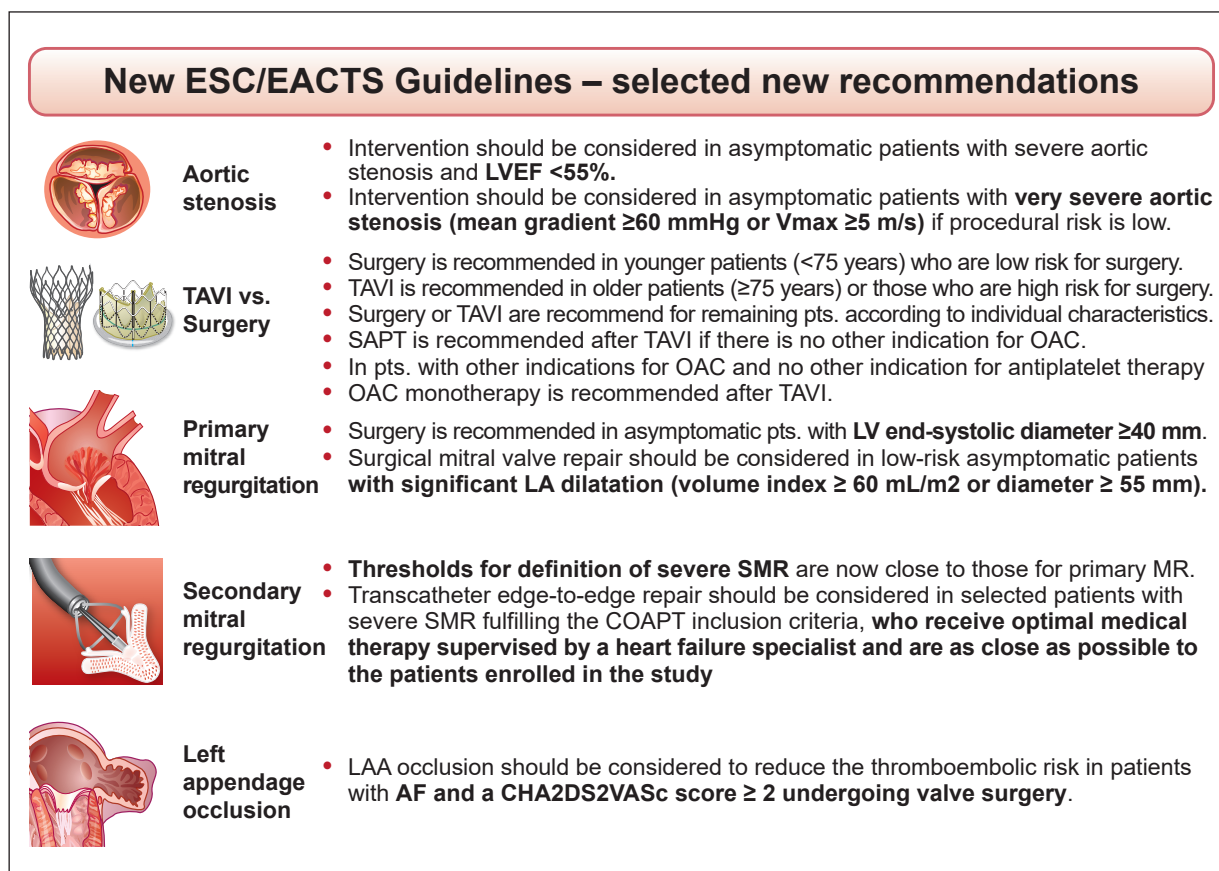 New ESC/EACTS Guidelines – selected new recommendations
Aortic
stenosis
• Intervention should be considered in asymptomatic patients with severe aortic
stenosis and LVEF <55%.
• Intervention should be considered in asymptomatic patients with very severe aortic
stenosis (mean gradient ≥60 mmHg or Vmax ≥5 m/s) if procedural risk is low.
TAVI vs.
Surgery
• Surgery is recommended in younger patients (<75 years) who are low risk for surgery.
• TAVI is recommended in older patients (≥75 years) or those who are high risk for surgery.
• Surgery or TAVI are recommend for remaining pts. according to individual characteristics.
• SAPT is recommended after TAVI if there is no other indication for OAC.
• In pts. with other indications for OAC and no other indication for antiplatelet therapy
• OAC monotherapy is recommended after TAVI.
Primary
mitral
regurgitation
• Surgery is recommended in asymptomatic pts. with LV end-systolic diameter ≥40 mm.
• Surgical mitral valve repair should be considered in low-risk asymptomatic patients
with significant LA dilatation (volume index ≥ 60 mL/m2 or diameter ≥ 55 mm).
Secondary
mitral
regurgitation
• Thresholds for definition of severe SMR are now close to those for primary MR.
• Transcatheter edge-to-edge repair should be considered in selected patients with
severe SMR fulfilling the COAPT inclusion criteria, who receive optimal medical
therapy supervised by a heart failure specialist and are as close as possible to
the patients enrolled in the study
Left
appendage
occlusion
• LAA occlusion should be considered to reduce the thromboembolic risk in patients
with AF and a CHA2DS2VASc score ≥ 2 undergoing valve surgery.